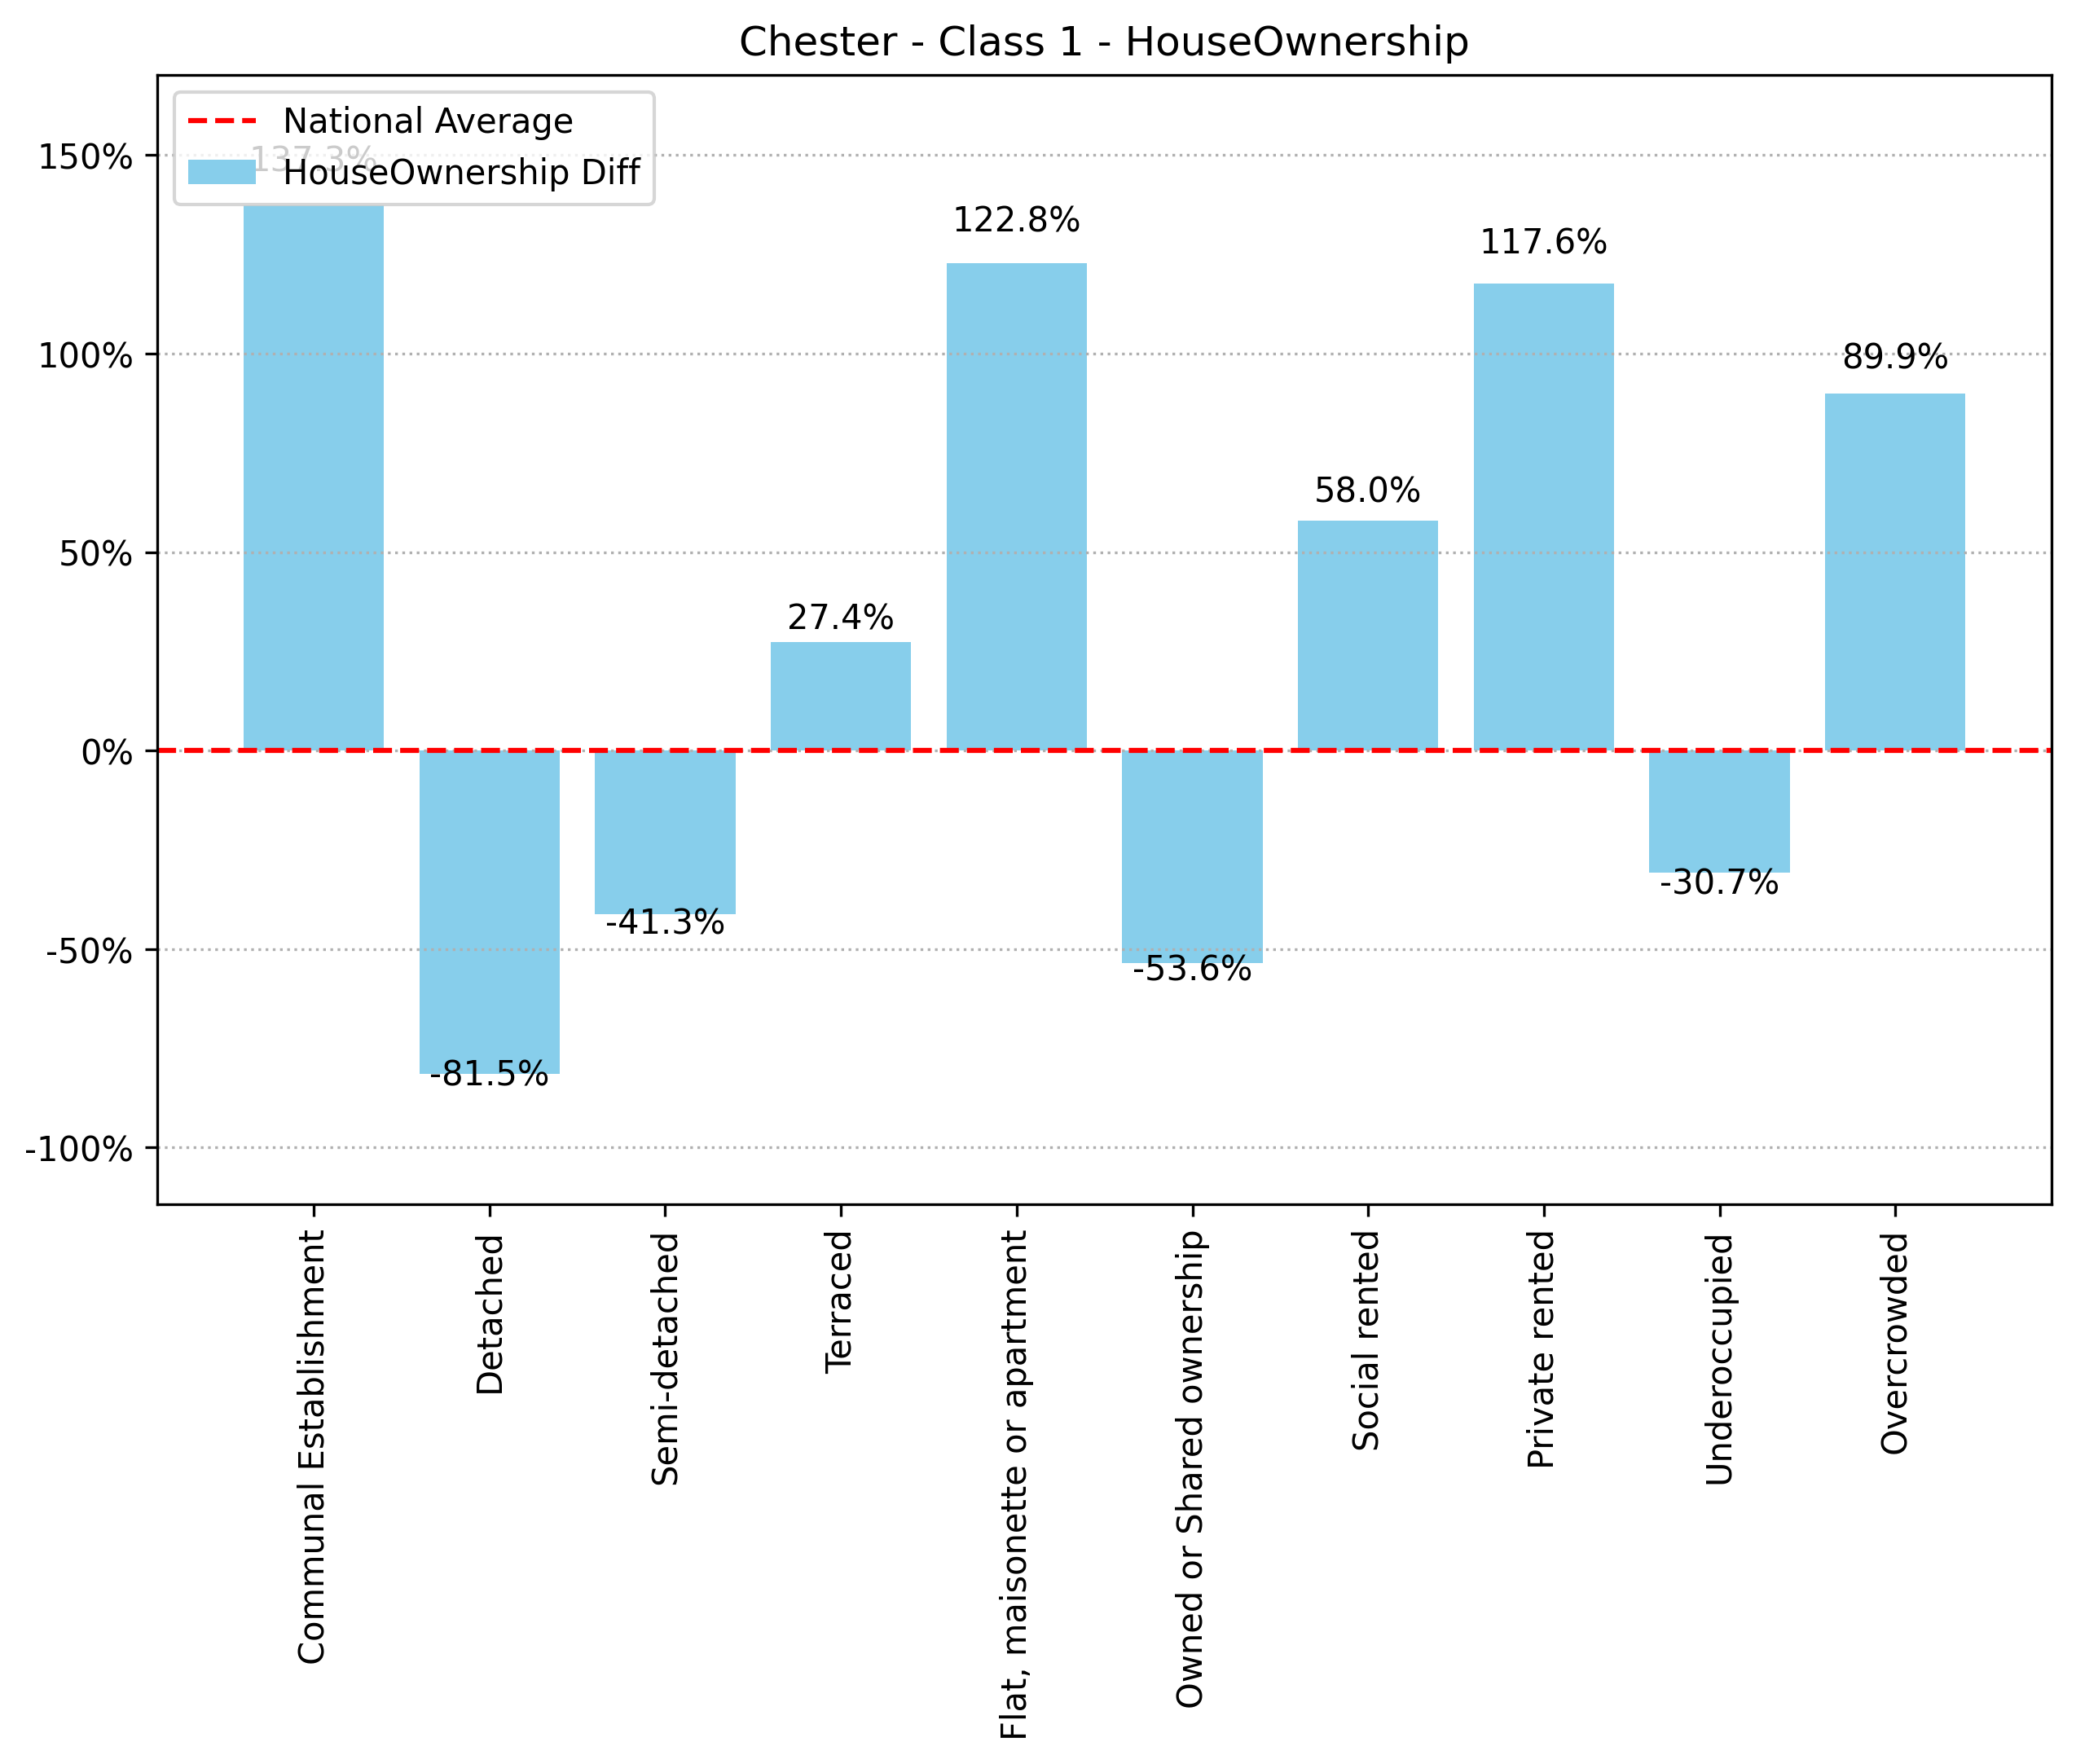 Chester - Class 1 - HouseOwnership
National Average
HouseOwnership Diff
150%
100%
50%
0%
-50%
-100%
137.3%
-81.5%
-41.3%
27.4%
122.8%
-53.6%
58.0%
117.6%
-30.7%
89.9%
Communal Establishment
Detached
Semi-detached
Terraced
Flat, maisonette or apartment
Owned or Shared ownership
Social rented
Private rented
Underoccupied
Overcrowded